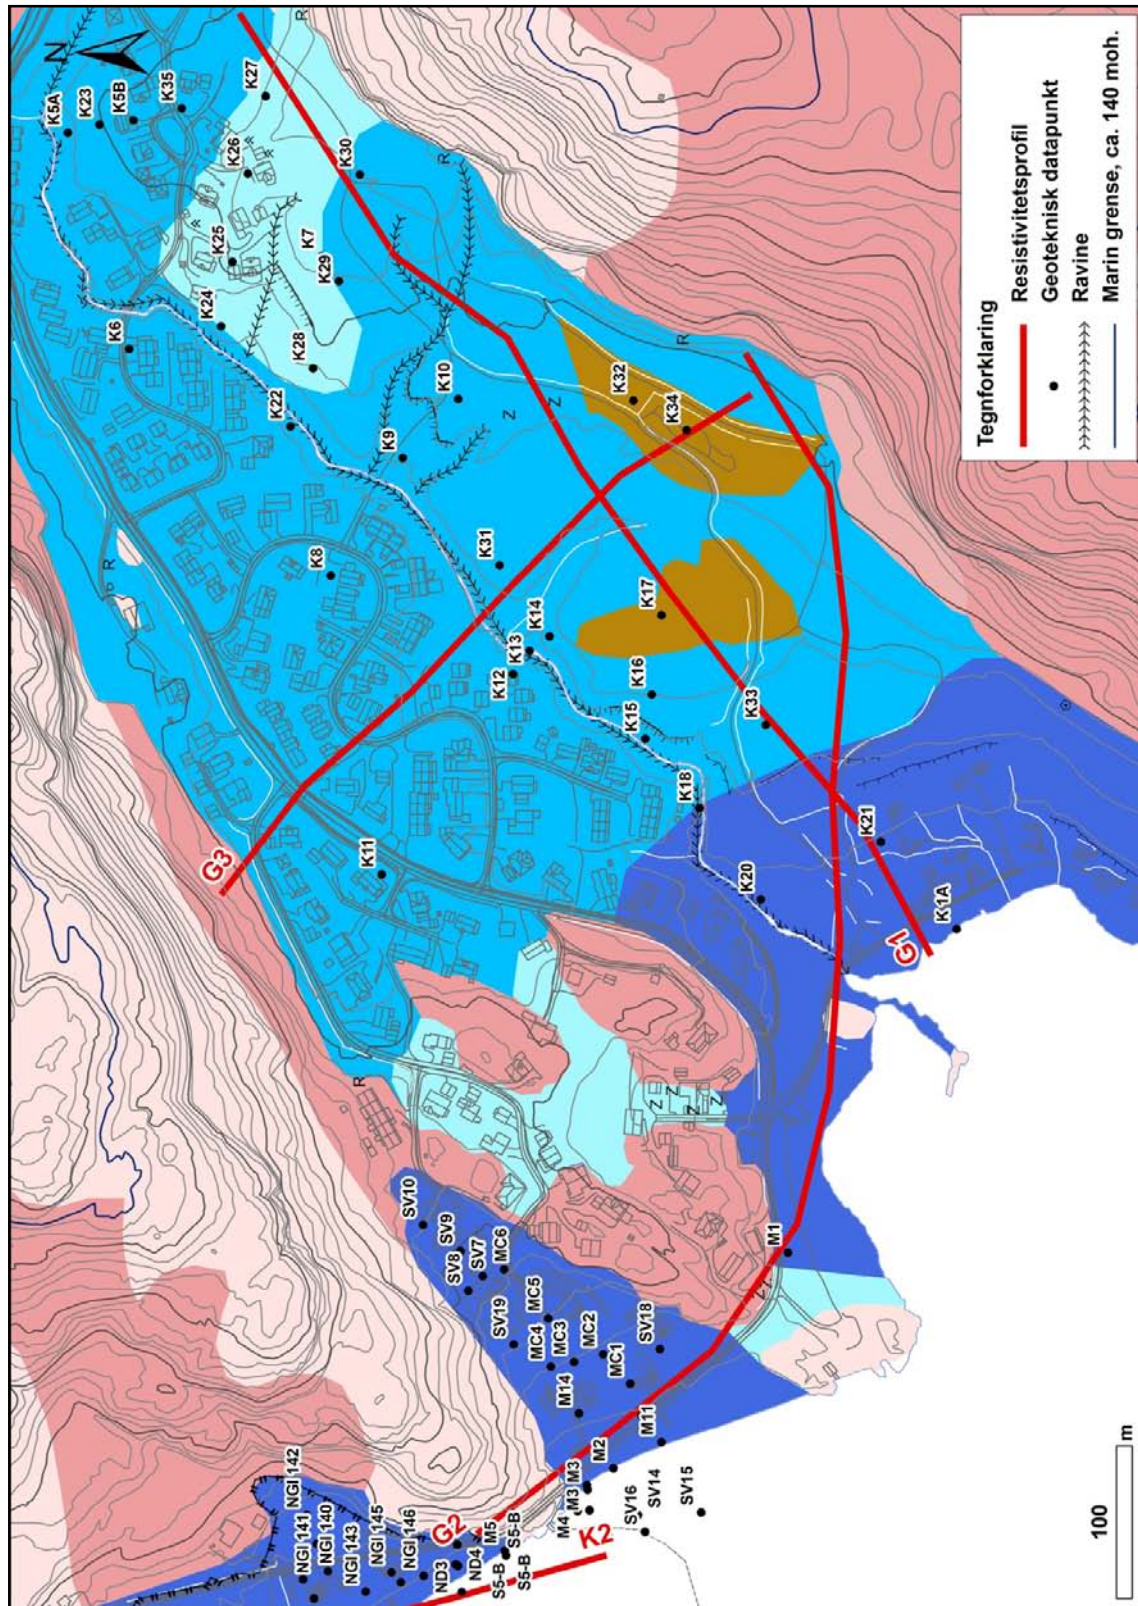 N
K5A
K23
K5B
K35
K27
K26
K30
K25
K7
K29
K24
K28
K6
K22
K10
K9
K32
K34
K31
K8
K14
K17
K13
K12
K16
K15
K33
K18
K11
K21
K20
K1A
G3
G1
R
R
R
R
R
Z
Z
Z
Z
Z
Z
SV10
SV9
SV8
SV7
MC6
SV19
MC5
MC4
MC3
MC2
MC1
SV18
M1
M14
M11
M2
M3
M3
M4
SV16
SV14
SV15
K2
G2
M5
S5-B
S5-B
S5-B
ND3
ND4
NGI 142
NGI 141
NGI 140
NGI 143
NGI 145
NGI 146
Tegnforklaring
Resistivitetsprofil
Geoteknisk datapunkt
Ravine
Marin grense, ca. 140 moh.
100
m